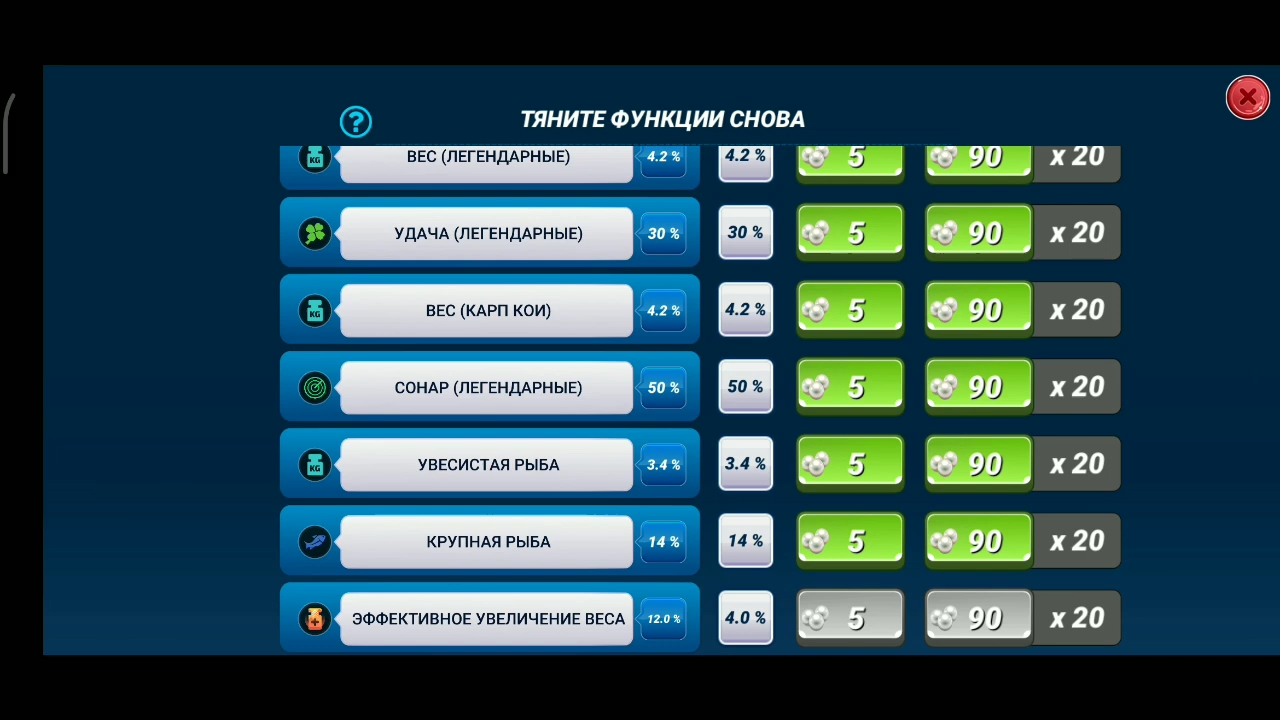 ?
ТЯНИТЕ ФУНКЦИИ СНОВА
KG ВЕС (ЛЕГЕНДАРНЫЕ) 4.2 % 4.2 % 5 90 x 20
УДАЧА (ЛЕГЕНДАРНЫЕ) 30 % 30 % 5 90 x 20
KG ВЕС (КАРП КОИ) 4.2 % 4.2 % 5 90 x 20
СОНАР (ЛЕГЕНДАРНЫЕ) 50 % 50 % 5 90 x 20
KG УВЕСИСТАЯ РЫБА 3.4 % 3.4 % 5 90 x 20
КРУПНАЯ РЫБА 14 % 14 % 5 90 x 20
ЭФФЕКТИВНОЕ УВЕЛИЧЕНИЕ ВЕСА 12.0 % 4.0 % 5 90 x 20